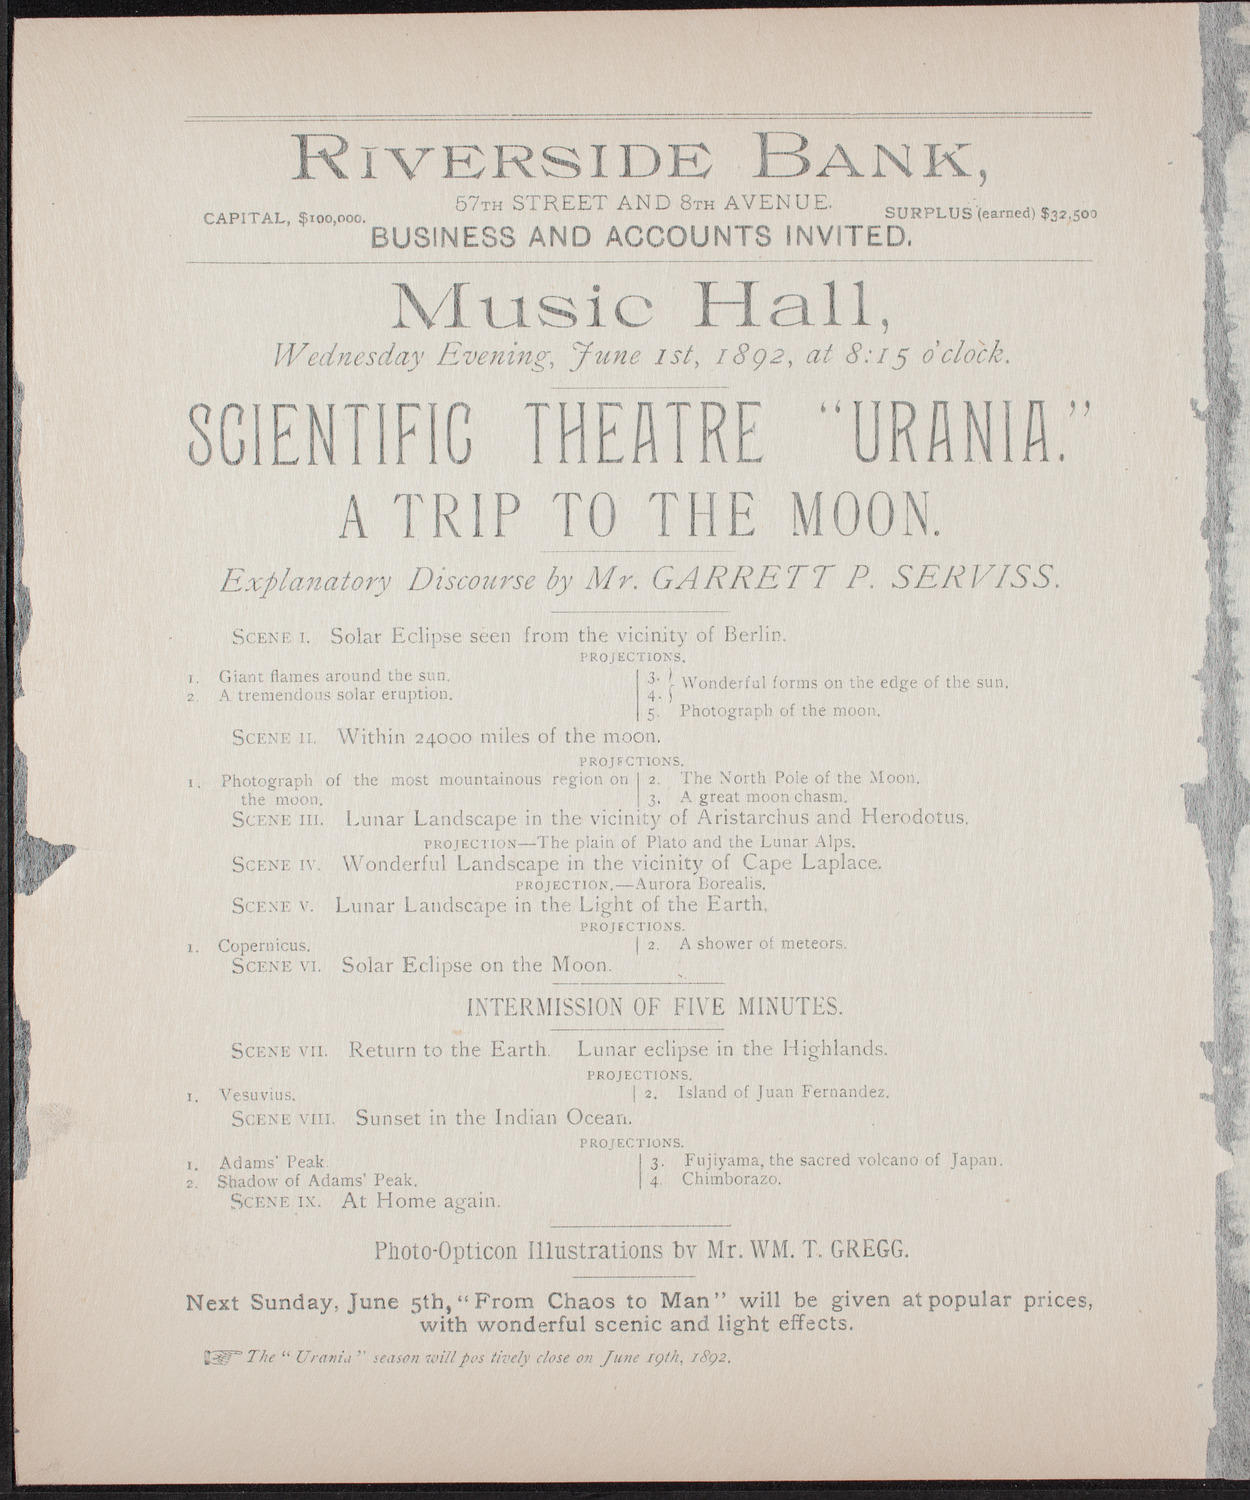 RIVERSIDE BANK,
57TH STREET AND 8TH AVENUE.
CAPITAL, $100,000.
SURPLUS (earned) $32,500
BUSINESS AND ACCOUNTS INVITED.
Music Hall,
Wednesday Evening, June 1st, 1892, at 8:15 o'clock.
SCIENTIFIC THEATRE "URANIA."
A TRIP TO THE MOON.
Explanatory Discourse by Mr. GARRETT P. SERVISS.
SCENE I. Solar Eclipse seen from the vicinity of Berlin.
PROJECTIONS.
1. Giant flames around the sun.
2. A tremendous solar eruption.
3. } Wonderful forms on the edge of the sun.
4. }
5. Photograph of the moon.
SCENE II. Within 24000 miles of the moon.
PROJECTIONS.
1. Photograph of the most mountainous region on
the moon.
2. The North Pole of the Moon.
3. A great moon chasm.
SCENE III. Lunar Landscape in the vicinity of Aristarchus and Herodotus.
PROJECTION—The plain of Plato and the Lunar Alps.
SCENE IV. Wonderful Landscape in the vicinity of Cape Laplace.
PROJECTION.—Aurora Borealis.
SCENE V. Lunar Landscape in the Light of the Earth.
PROJECTIONS.
1. Copernicus.
2. A shower of meteors.
SCENE VI. Solar Eclipse on the Moon.
INTERMISSION OF FIVE MINUTES.
SCENE VII. Return to the Earth. Lunar eclipse in the Highlands.
PROJECTIONS.
1. Vesuvius.
2. Island of Juan Fernandez.
SCENE VIII. Sunset in the Indian Ocean.
PROJECTIONS.
1. Adams' Peak
2. Shadow of Adams' Peak.
3. Fujiyama, the sacred volcano of Japan.
4. Chimborazo.
SCENE IX. At Home again.
Photo-Opticon Illustrations by Mr. WM. T. GREGG.
Next Sunday, June 5th, "From Chaos to Man" will be given at popular prices,
with wonderful scenic and light effects.
☞ The "Urania" season will pos tively close on June 19th, 1892.